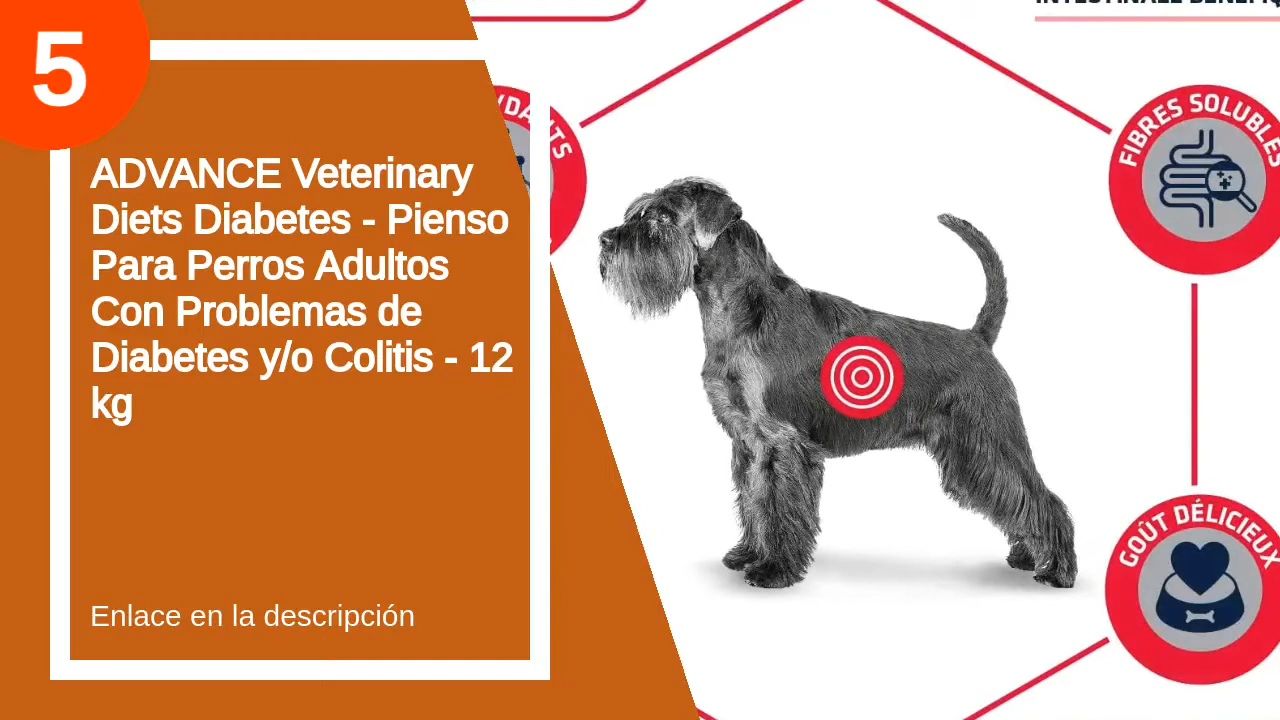 5
ADVANCE Veterinary
Diets Diabetes - Pienso
Para Perros Adultos
Con Problemas de
Diabetes y/o Colitis - 12
kg
Enlace en la descripción
FIBRES SOLUBLES
GOÛT DÉLICIEUX